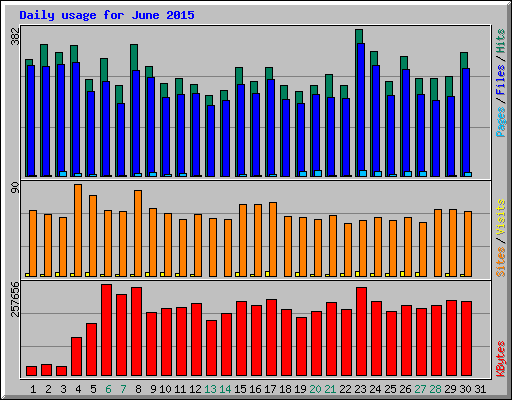 Daily usage for June 2015
382
Pages / Files / Hits
90
Sites / Visits
257656
KBytes
1 2 3 4 5 6 7 8 9 10 11 12 13 14 15 16 17 18 19 20 21 22 23 24 25 26 27 28 29 30 31